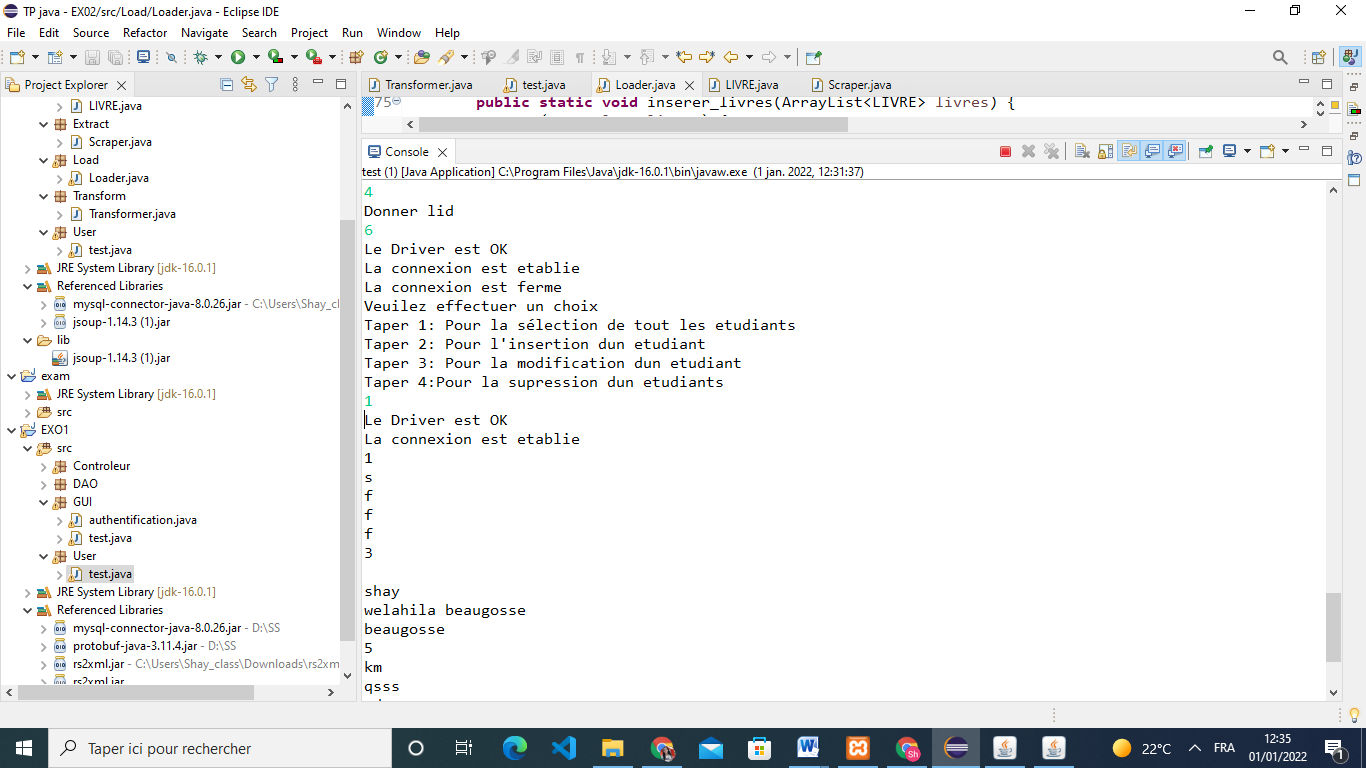 TP java - EX02/src/Load/Loader.java - Eclipse IDE
File Edit Source Refactor Navigate Search Project Run Window Help
Project Explorer
LIVRE.java
Extract
Scraper.java
Load
Loader.java
Transform
Transformer.java
User
test.java
JRE System Library [jdk-16.0.1]
Referenced Libraries
mysql-connector-java-8.0.26.jar - C:\Users\Shay_cl
jsoup-1.14.3 (1).jar
lib
jsoup-1.14.3 (1).jar
exam
JRE System Library [jdk-16.0.1]
src
EXO1
src
Controleur
DAO
GUI
authentification.java
test.java
User
test.java
JRE System Library [jdk-16.0.1]
Referenced Libraries
mysql-connector-java-8.0.26.jar - D:\SS
protobuf-java-3.11.4.jar - D:\SS
rs2xml.jar - C:\Users\Shay_class\Downloads\rs2xm
rs2xml.jar
Transformer.java test.java Loader.java LIVRE.java Scraper.java
75 public static void inserer_livres(ArrayList<LIVRE> livres) {
Console
test (1) [Java Application] C:\Program Files\Java\jdk-16.0.1\bin\javaw.exe (1 jan. 2022, 12:31:37)
4
Donner lid
6
Le Driver est OK
La connexion est etablie
La connexion est ferme
Veuilez effectuer un choix
Taper 1: Pour la sélection de tout les etudiants
Taper 2: Pour l'insertion dun etudiant
Taper 3: Pour la modification dun etudiant
Taper 4:Pour la supression dun etudiants
1
Le Driver est OK
La connexion est etablie
1
s
f
f
f
3
shay
welahila beaugosse
beaugosse
5
km
qsss
Taper ici pour rechercher
22°C
FRA
12:35
01/01/2022
1